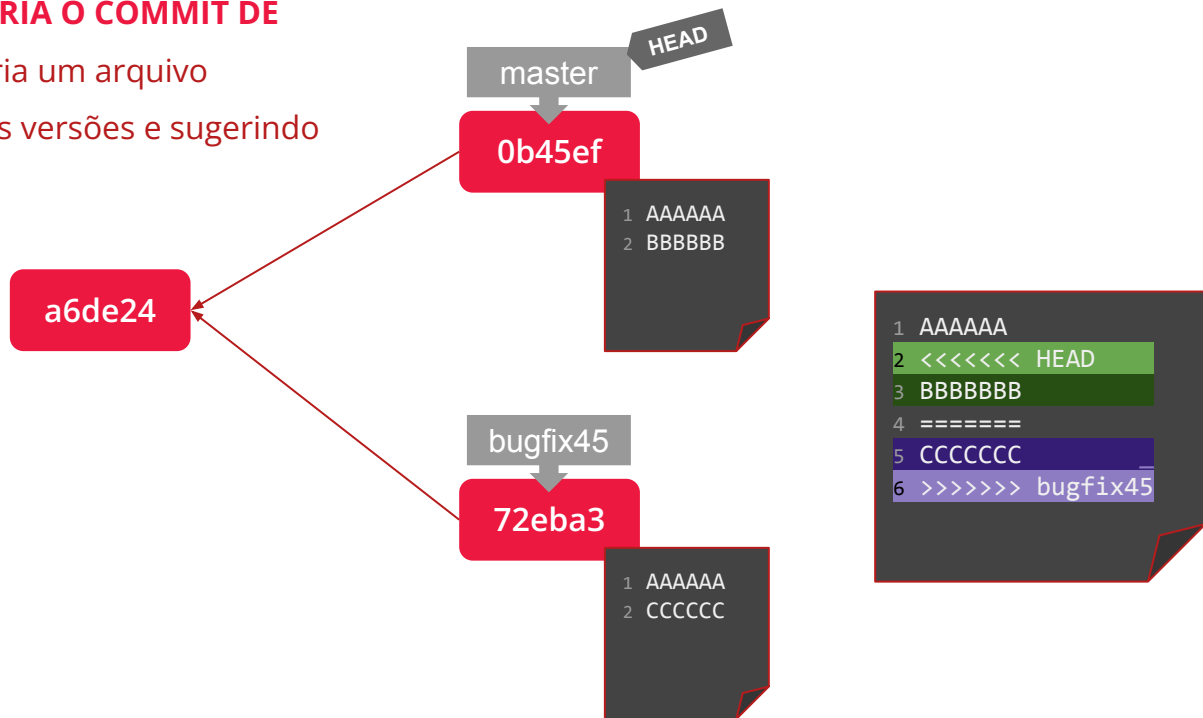 RIA O COMMIT DE
ria um arquivo
s versões e sugerindo
HEAD
master
0b45ef
1 AAAAAA
2 BBBBBB
a6de24
bugfix45
72eba3
1 AAAAAA
2 CCCCCC
1 AAAAAA
2 <<<<<<< HEAD
3 BBBBBBB
4 =======
5 CCCCCCC _
6 >>>>>>> bugfix45